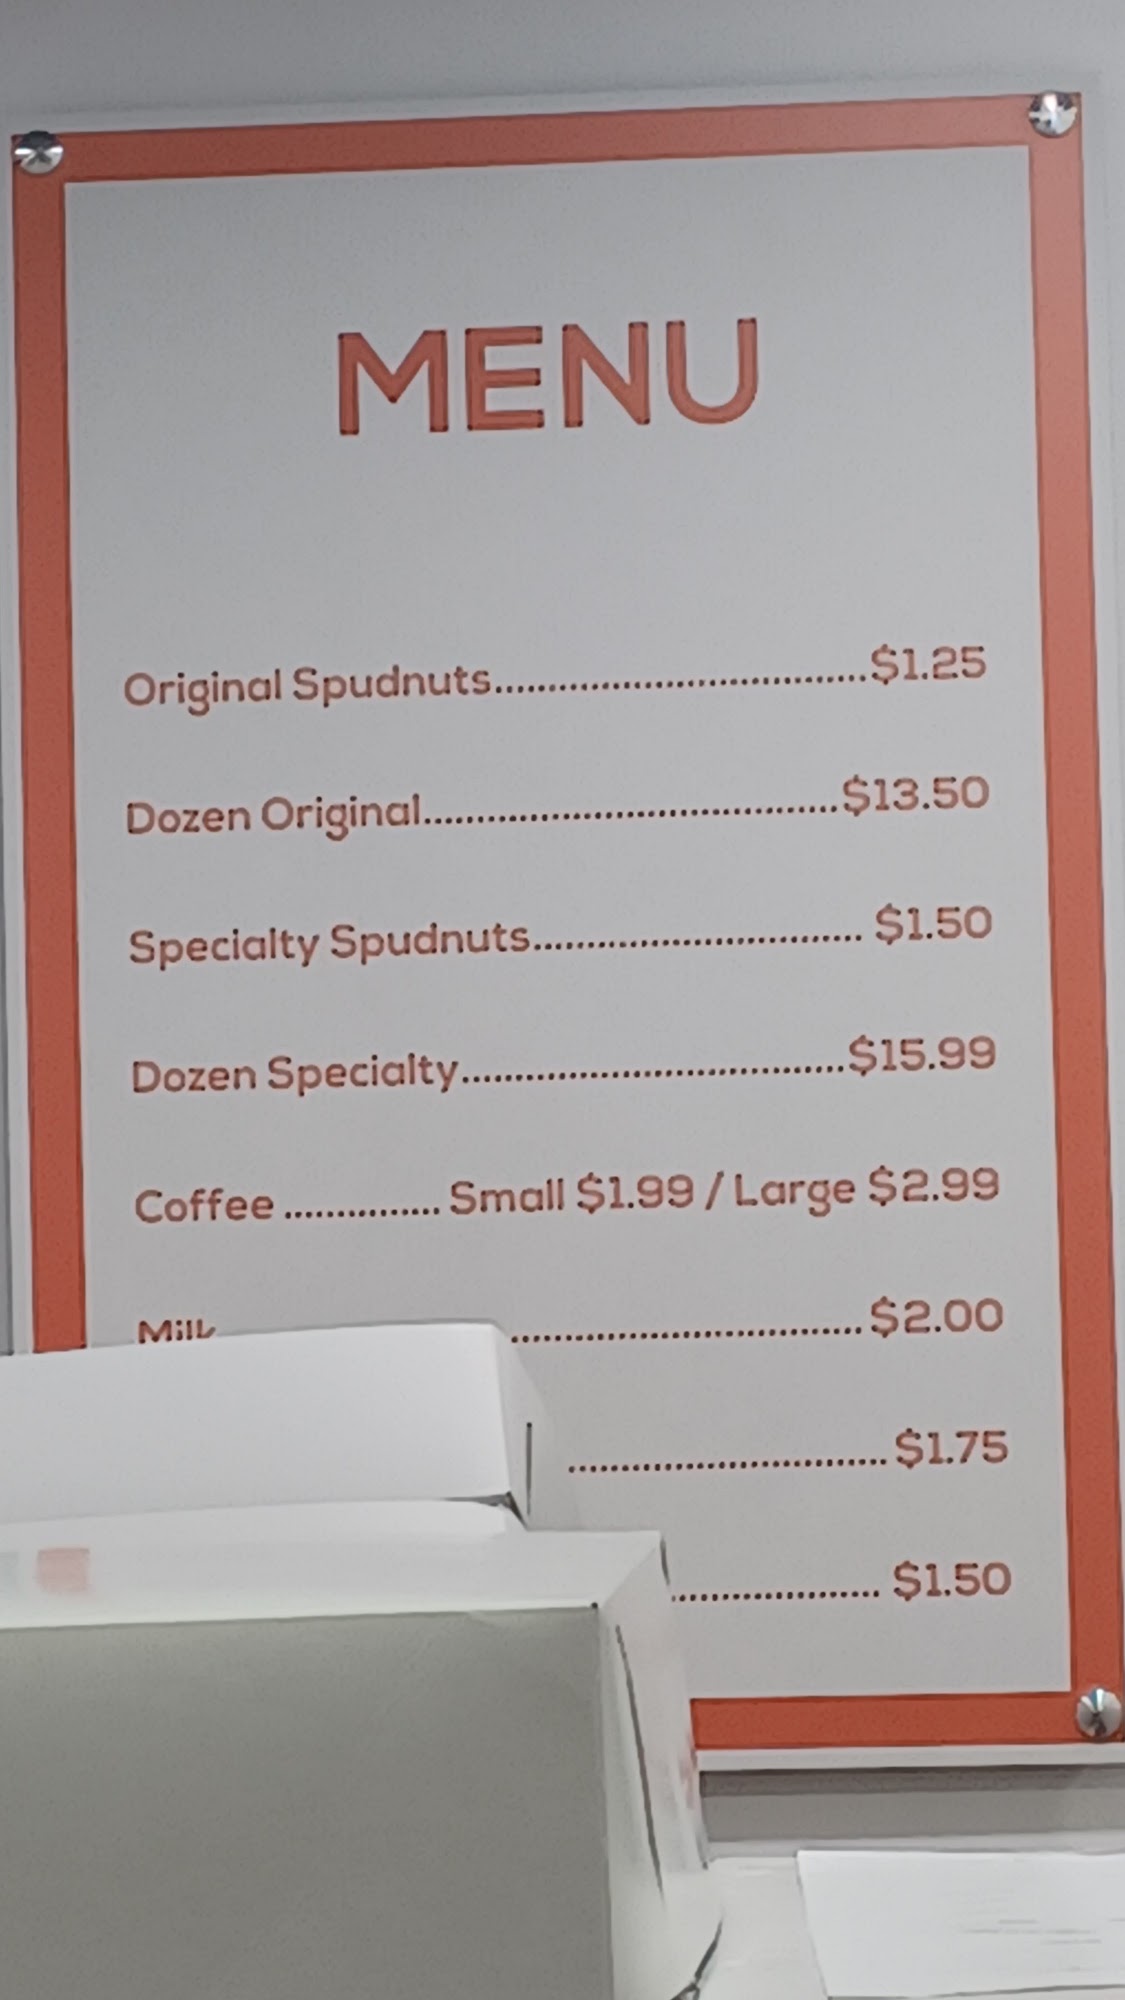 MENU
Original Spudnuts...................................$1.25
Dozen Original.......................................$13.50
Specialty Spudnuts............................... $1.50
Dozen Specialty....................................$15.99
Coffee ............... Small $1.99 / Large $2.99
Milk ................................. $2.00
.............................. $1.75
.................... $1.50